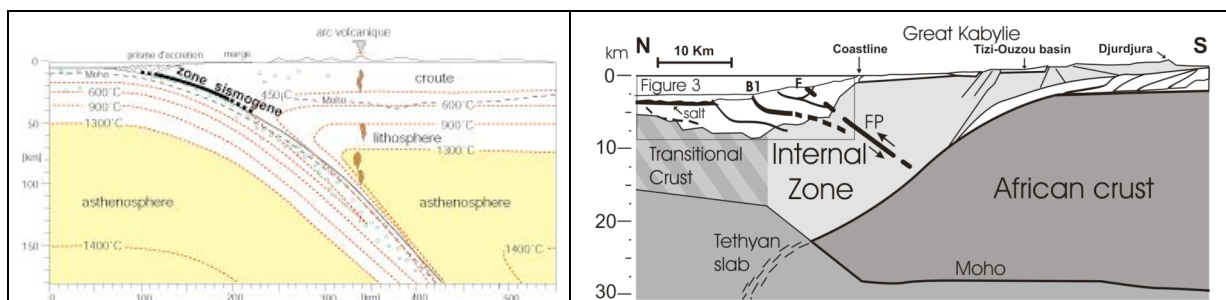 arc volcanique
prisme d'accretion marge
0
Moho
zone sismogene
croute
450¡C
600°C
Moho
600°C
900°C
900°C
50
1300°C
lithosphere
1300°C
[km]
100
asthenosphere
asthenosphere
150
1400°C
1400°C
0 100 200 [km] 400 500
Great Kabylie
km N 10 Km Coastline Tizi-Ouzou basin Djurdjura S
0
Figure 3
B1 F
salt
FP
10
Transitional
Crust
Internal
Zone
African crust
20
Tethyan
slab
Moho
30